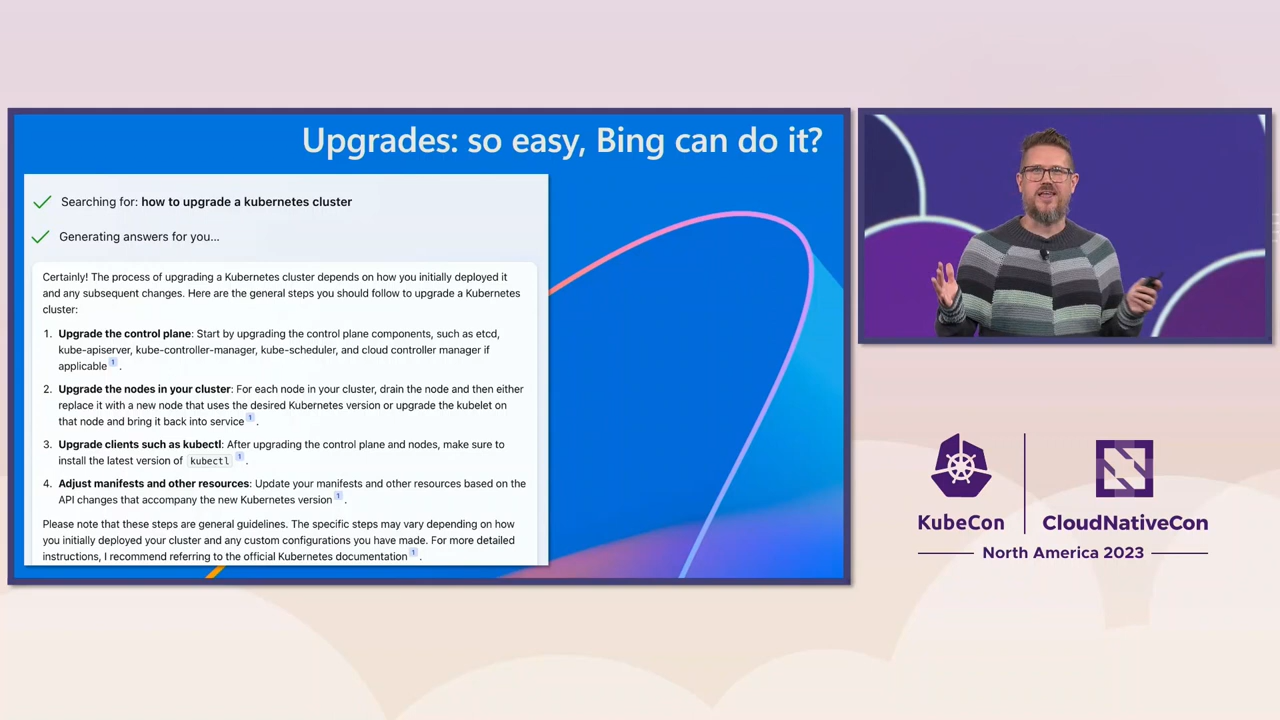 Upgrades: so easy, Bing can do it?
Searching for: how to upgrade a kubernetes cluster
Generating answers for you...
Certainly! The process of upgrading a Kubernetes cluster depends on how you initially deployed it
and any subsequent changes. Here are the general steps you should follow to upgrade a Kubernetes
cluster:
1. Upgrade the control plane: Start by upgrading the control plane components, such as etcd,
kube-apiserver, kube-controller-manager, kube-scheduler, and cloud controller manager if
applicable 1 .
2. Upgrade the nodes in your cluster: For each node in your cluster, drain the node and then either
replace it with a new node that uses the desired Kubernetes version or upgrade the kubelet on
that node and bring it back into service 1 .
3. Upgrade clients such as kubectl: After upgrading the control plane and nodes, make sure to
install the latest version of kubectl 1 .
4. Adjust manifests and other resources: Update your manifests and other resources based on the
API changes that accompany the new Kubernetes version 1 .
Please note that these steps are general guidelines. The specific steps may vary depending on how
you initially deployed your cluster and any custom configurations you have made. For more detailed
instructions, I recommend referring to the official Kubernetes documentation 1 .
KubeCon
CloudNativeCon
North America 2023